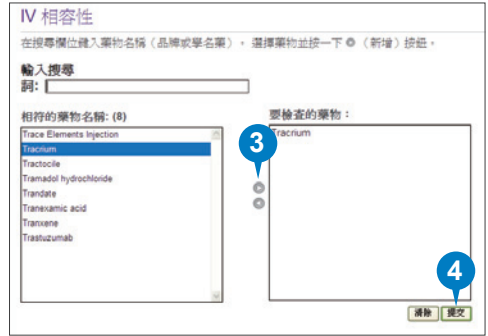 IV 相容性
在搜尋欄位鍵入藥物名稱（品牌或學名藥），選擇藥物並按一下（新增）按鈕。
輸入搜尋
詞：
相符的藥物名稱: (8)
Trace Elements Injection
Tracrium
Tractocile
Tramadol hydrochloride
Trandate
Tranexamic acid
Tranxene
Trastuzumab
要檢查的藥物：
Tracrium
3
4
清除 提交